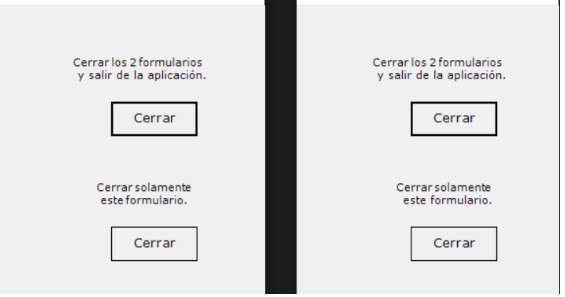 Cerrar los 2 formularios
y salir de la aplicación.
Cerrar
Cerrar solamente
este formulario.
Cerrar
Cerrar los 2 formularios
y salir de la aplicación.
Cerrar
Cerrar solamente
este formulario.
Cerrar